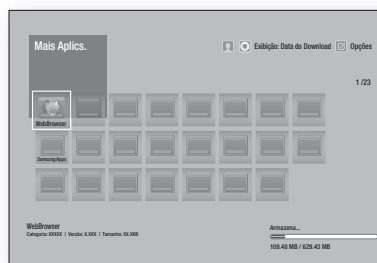 Mais Aplics.
Exibição: Data do Download
Opções
1 /23
WebBrowser
Samsung Apps
WebBrowser
Categoria: XXXXX | Versão: X.XXX | Tamanho: XX.XKB
Armazena...
109.48 MB / 629.43 MB